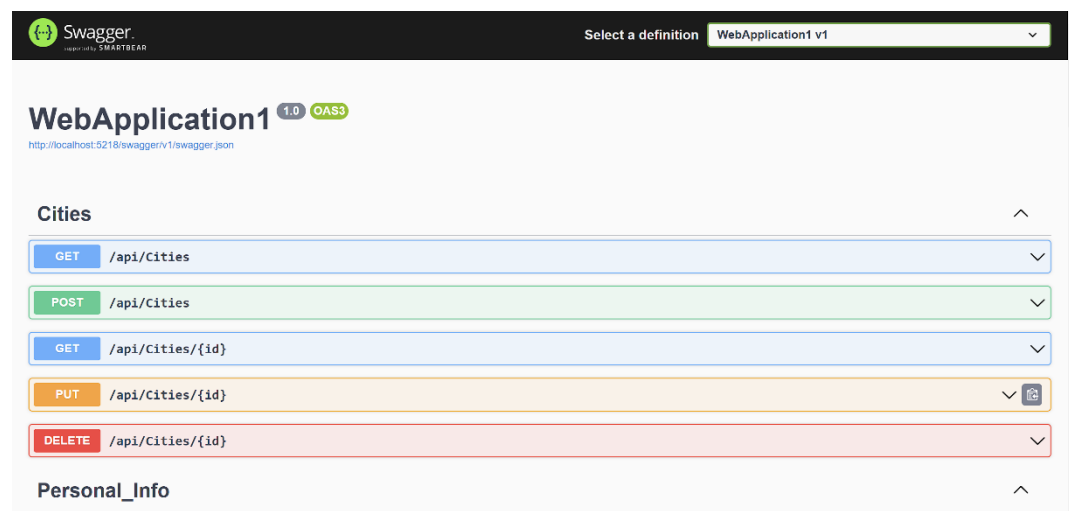 Swagger.
supported by SMARTBEAR
Select a definition
WebApplication1 v1
WebApplication1 1.0 OAS3
http://localhost:5218/swagger/v1/swagger.json
Cities
GET /api/Cities
POST /api/Cities
GET /api/Cities/{id}
PUT /api/Cities/{id}
DELETE /api/Cities/{id}
Personal_Info